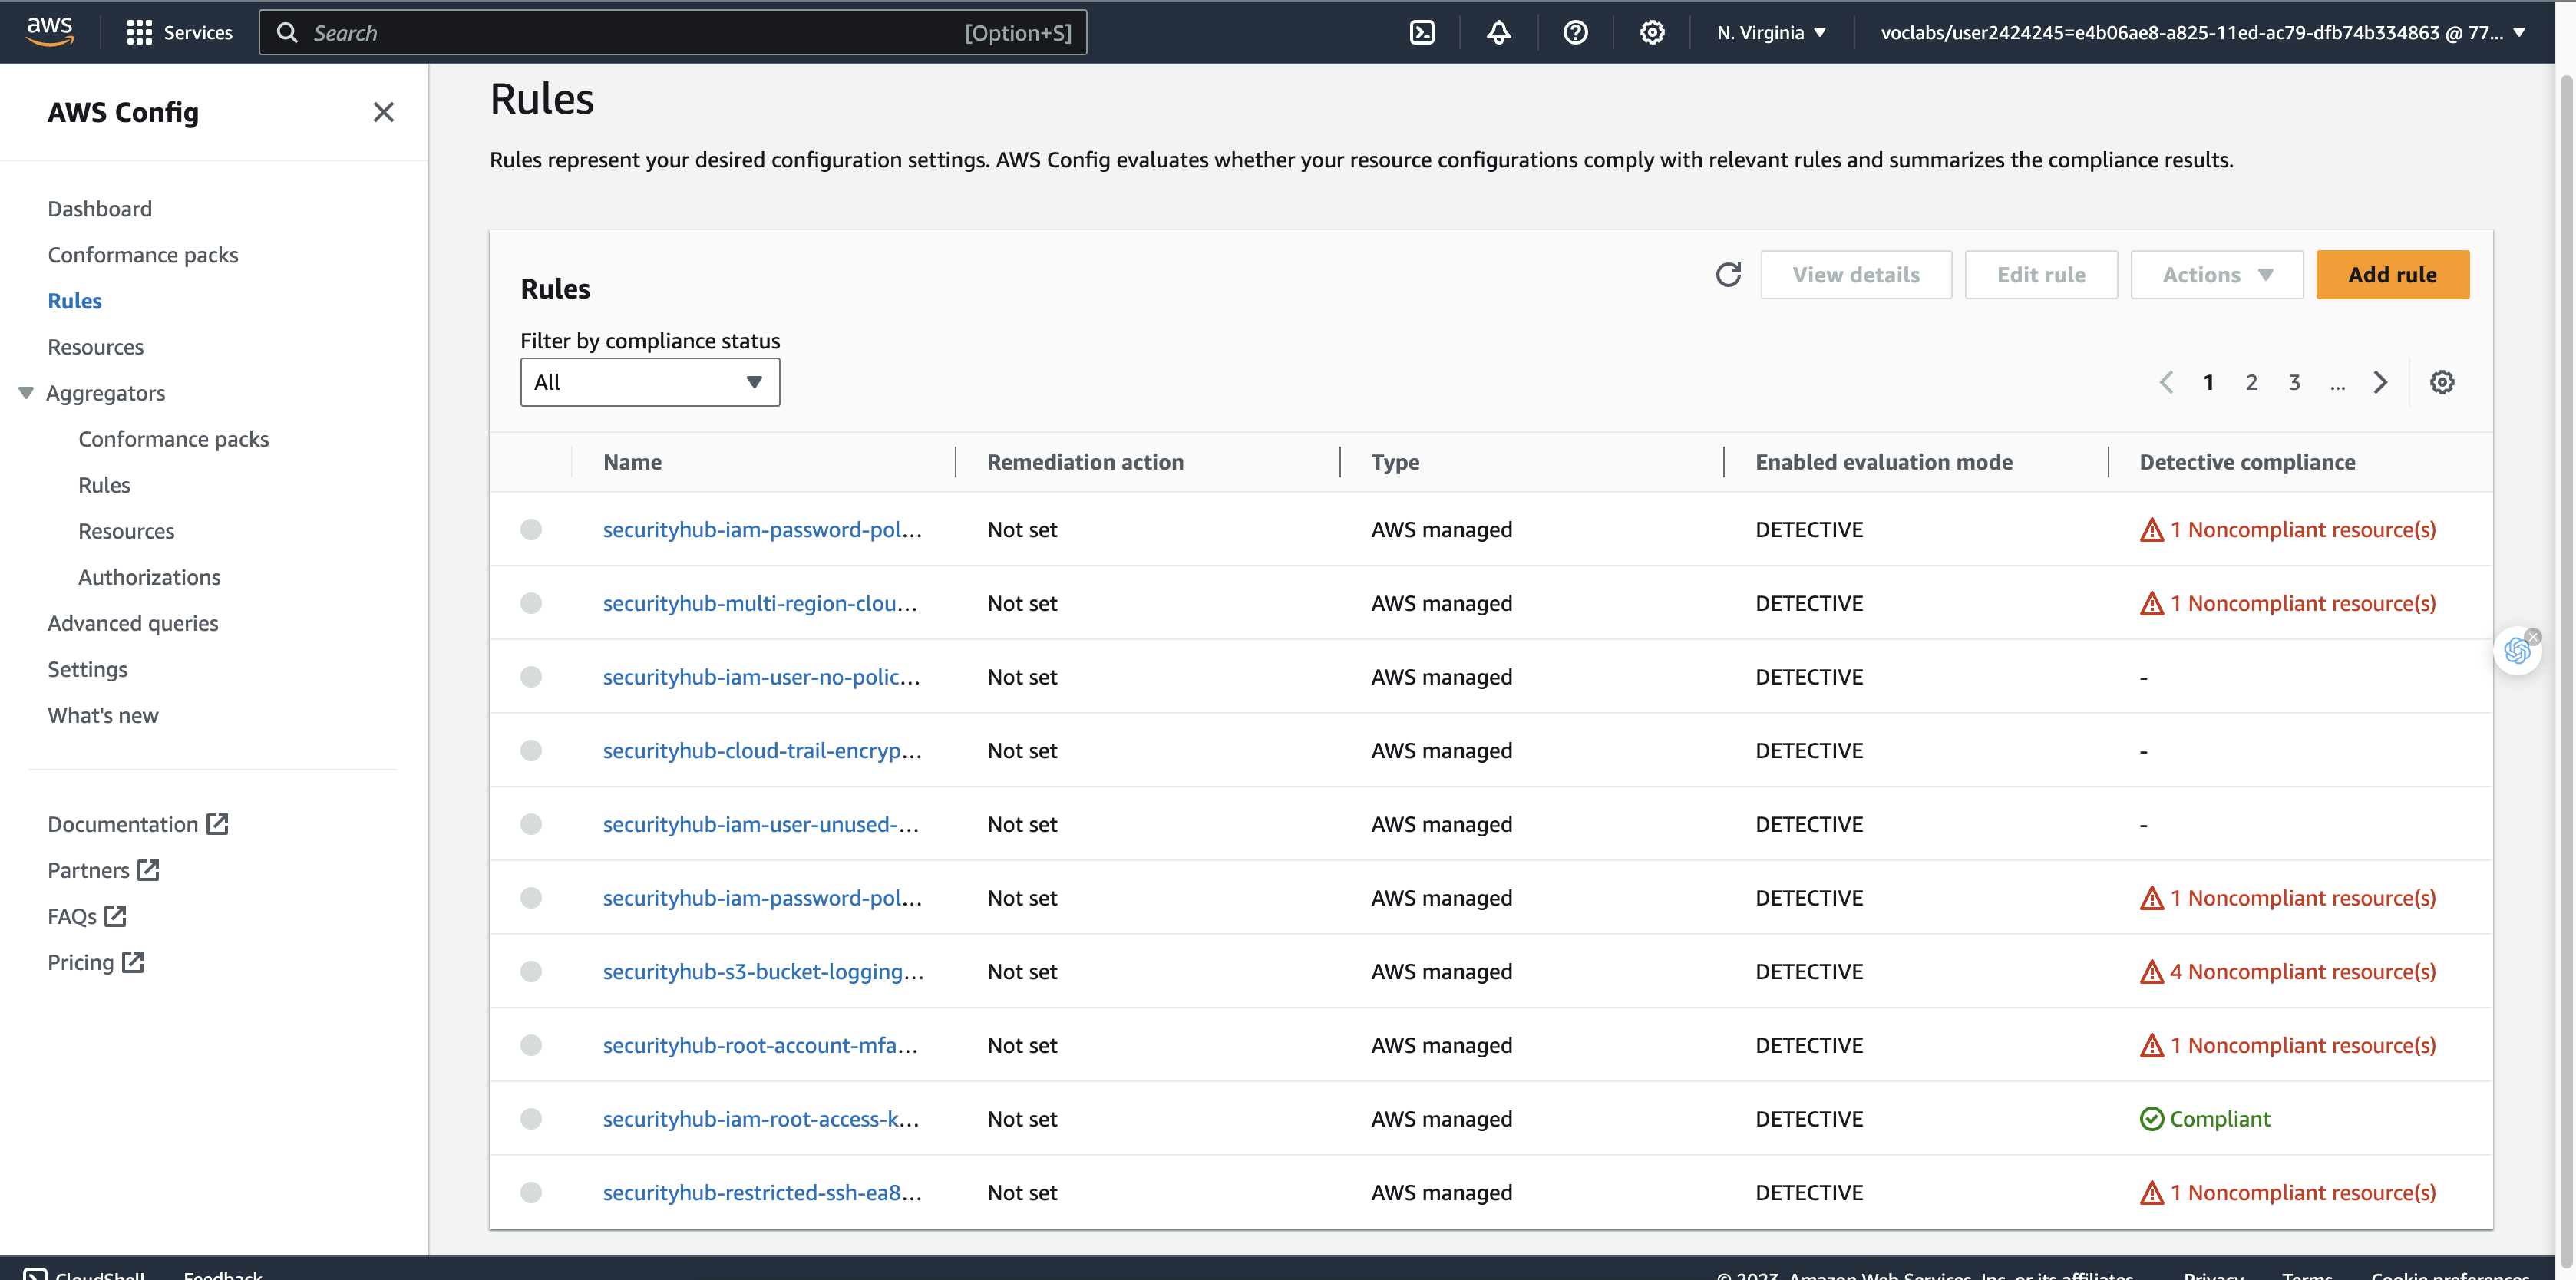 aws Services Search [Option+S] N. Virginia voclabs/user2424245=e4b06ae8-a825-11ed-ac79-dfb74b334863 @ 77...
AWS Config
Dashboard
Conformance packs
Rules
Resources
Aggregators
Conformance packs
Rules
Resources
Authorizations
Advanced queries
Settings
What's new
Documentation
Partners
FAQs
Pricing
Rules
Rules represent your desired configuration settings. AWS Config evaluates whether your resource configurations comply with relevant rules and summarizes the compliance results.
Rules
View details Edit rule Actions Add rule
Filter by compliance status
All
1 2 3 ...
Name Remediation action Type Enabled evaluation mode Detective compliance
securityhub-iam-password-pol... Not set AWS managed DETECTIVE 1 Noncompliant resource(s)
securityhub-multi-region-clou... Not set AWS managed DETECTIVE 1 Noncompliant resource(s)
securityhub-iam-user-no-polic... Not set AWS managed DETECTIVE -
securityhub-cloud-trail-encryp... Not set AWS managed DETECTIVE -
securityhub-iam-user-unused-... Not set AWS managed DETECTIVE -
securityhub-iam-password-pol... Not set AWS managed DETECTIVE 1 Noncompliant resource(s)
securityhub-s3-bucket-logging... Not set AWS managed DETECTIVE 4 Noncompliant resource(s)
securityhub-root-account-mfa... Not set AWS managed DETECTIVE 1 Noncompliant resource(s)
securityhub-iam-root-access-k... Not set AWS managed DETECTIVE Compliant
securityhub-restricted-ssh-ea8... Not set AWS managed DETECTIVE 1 Noncompliant resource(s)
CloudShell Feedback © 2023, Amazon Web Services, Inc. or its affiliates. Privacy Terms Cookie preferences